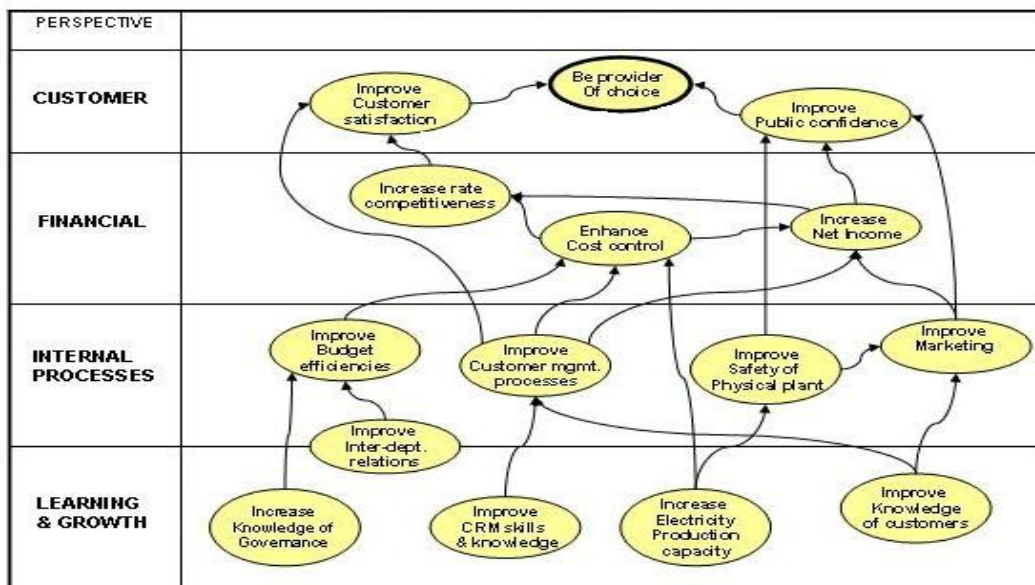 PERSPECTIVE
CUSTOMER
Improve
Customer
satisfaction
Be provider
Of choice
Improve
Public confidence
FINANCIAL
Increase rate
competitiveness
Enhance
Cost control
Increase
Net Income
INTERNAL
PROCESSES
Improve
Budget
efficiencies
Improve
Customer mgmt.
processes
Improve
Safety of
Physical plant
Improve
Marketing
Improve
Inter-dept.
relations
LEARNING
& GROWTH
Increase
Knowledge of
Governance
Improve
CRM skills
& knowledge
Increase
Electricity
Production
capacity
Improve
Knowledge
of customers